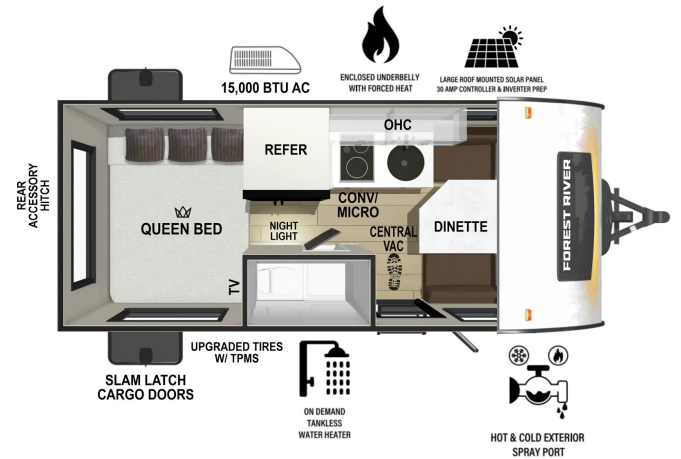 15,000 BTU AC
ENCLOSED UNDERBELLY
WITH FORCED HEAT
LARGE ROOF MOUNTED SOLAR PANEL
30 AMP CONTROLLER & INVERTER PREP
REAR
ACCESSORY
HITCH
OHC
REFER
CONV/
MICRO
QUEEN BED
NIGHT
LIGHT
CENTRAL
VAC
DINETTE
FOREST RIVER
TV
UPGRADED TIRES
W/ TPMS
SLAM LATCH
CARGO DOORS
ON DEMAND
TANKLESS
WATER HEATER
HOT & COLD EXTERIOR
SPRAY PORT